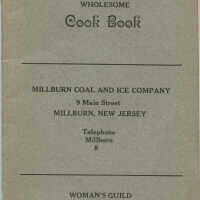 WHOLESOME
Cook Book
MILLBURN COAL AND ICE COMPANY
9 Main Street
MILLBURN, NEW JERSEY
Telephone
Millburn
8
WOMAN'S GUILD